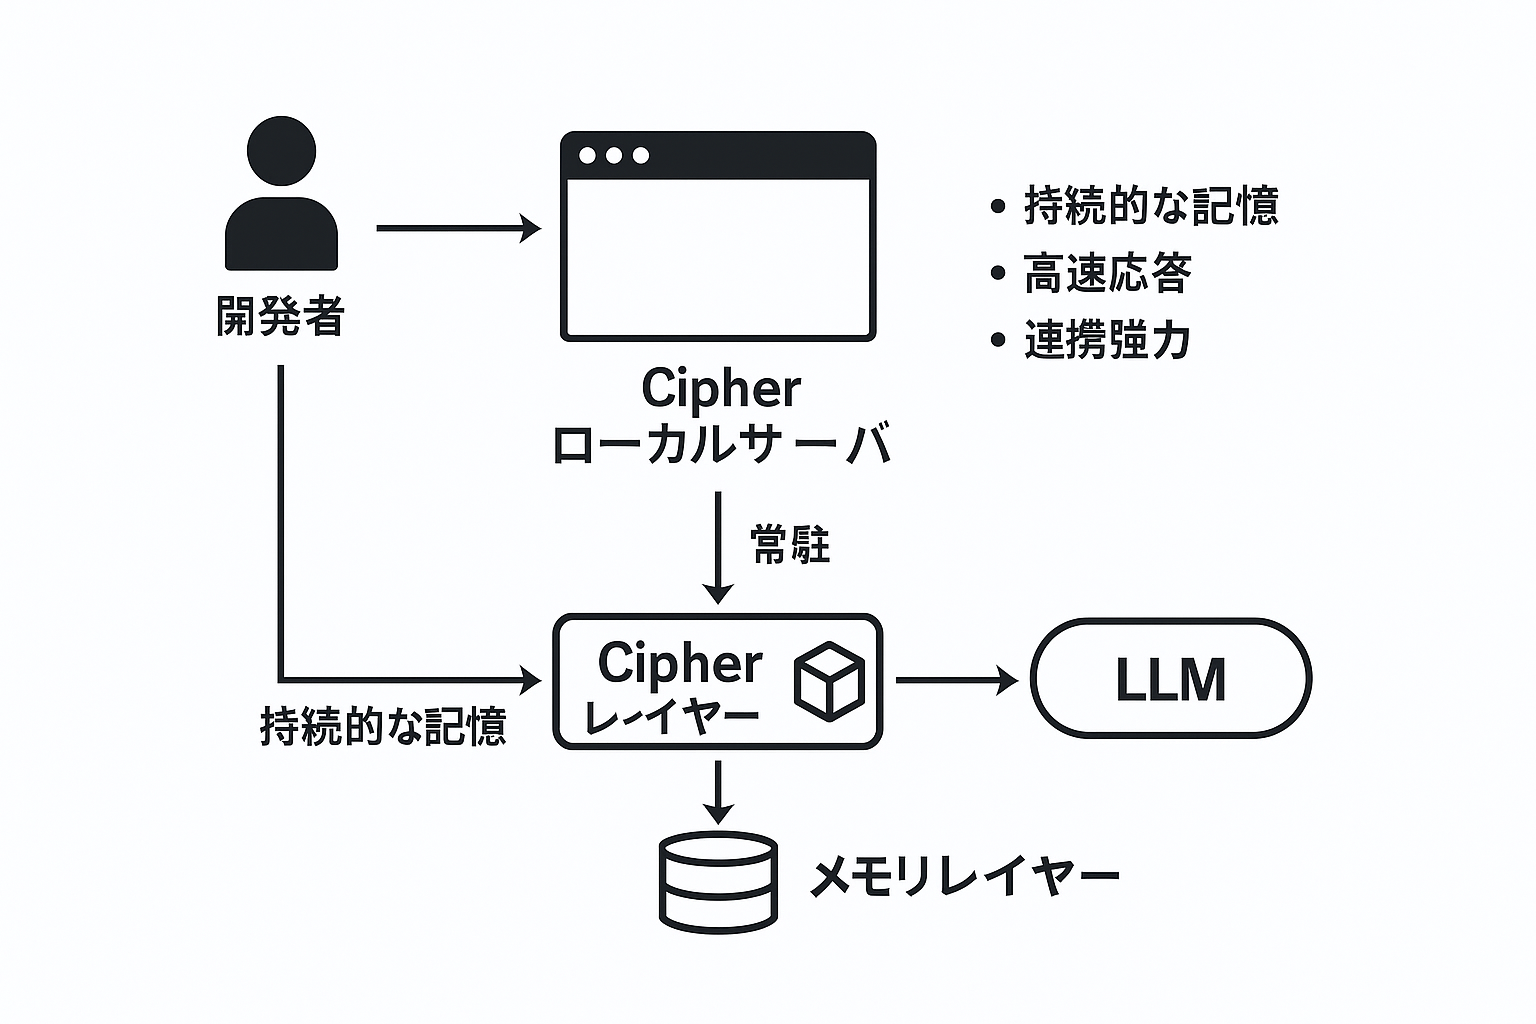 開発者
Cipher
ローカルサーバ
・持続的な記憶
・高速応答
・連携強力
常駐
持続的な記憶
Cipher
レイヤー
LLM
メモリレイヤー